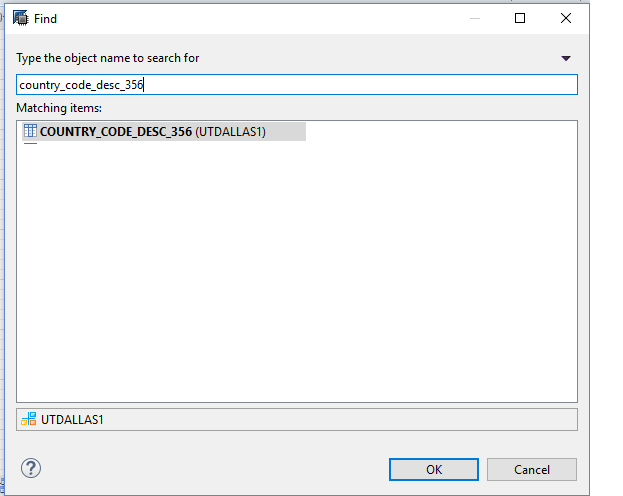 Find
Type the object name to search for
country_code_desc_356
Matching items:
COUNTRY_CODE_DESC_356 (UTDALLAS1)
UTDALLAS1
?
OK Cancel